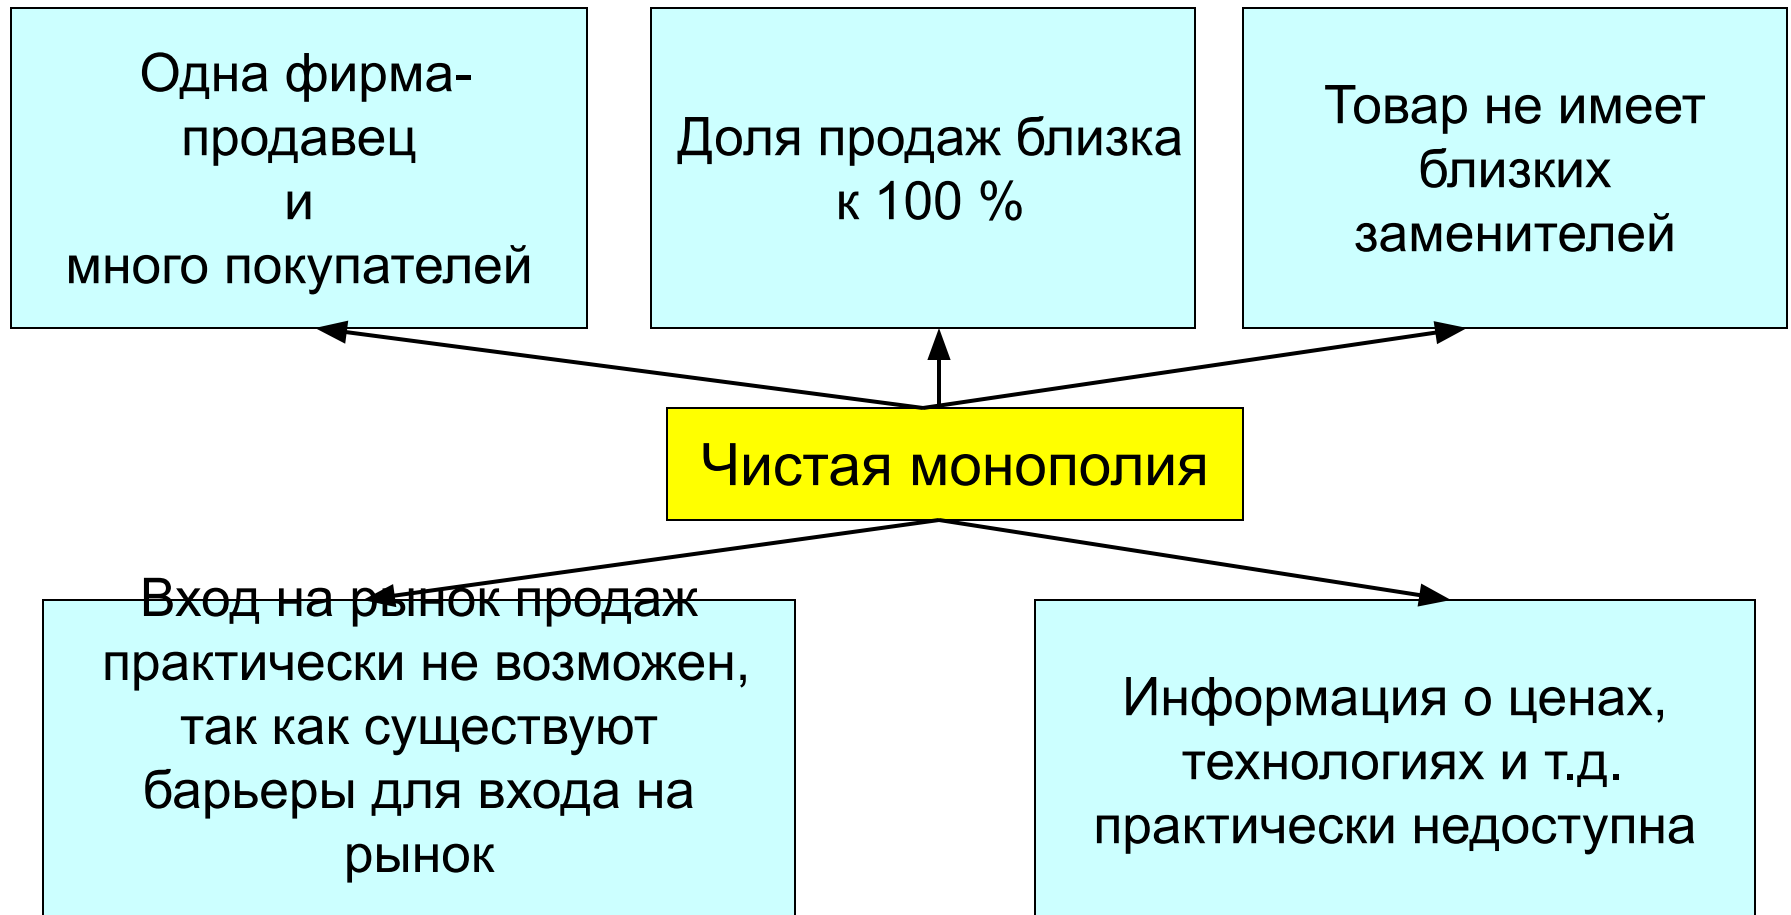 Одна фирма-
продавец
и
много покупателей
Доля продаж близка
к 100 %
Товар не имеет
близких
заменителей
Чистая монополия
Вход на рынок продаж
практически не возможен,
так как существуют
барьеры для входа на
рынок
Информация о ценах,
технологиях и т.д.
практически недоступна